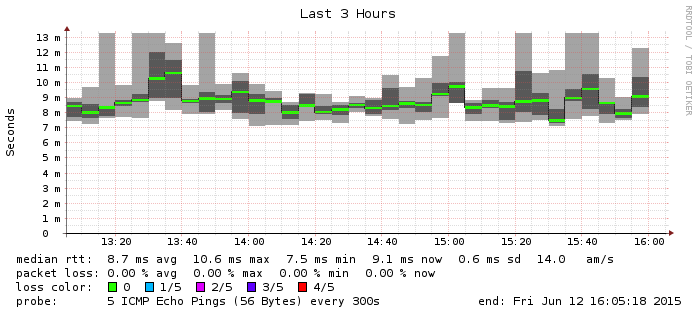 Last 3 Hours
RRDTOOL / TOBI OETIKER
Seconds
13 m
12 m
11 m
10 m
9 m
8 m
7 m
6 m
5 m
4 m
3 m
2 m
1 m
0
13:20 13:40 14:00 14:20 14:40 15:00 15:20 15:40 16:00
median rtt: 8.7 ms avg 10.6 ms max 7.5 ms min 9.1 ms now 0.6 ms sd 14.0 am/s
packet loss: 0.00 % avg 0.00 % max 0.00 % min 0.00 % now
loss color: 0 1/5 2/5 3/5 4/5
probe: 5 ICMP Echo Pings (56 Bytes) every 300s end: Fri Jun 12 16:05:18 2015